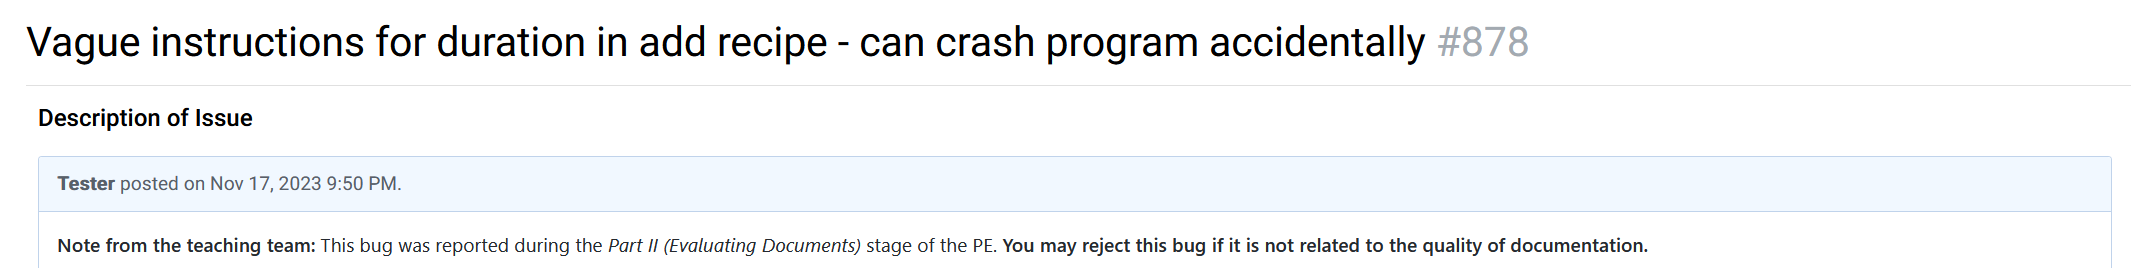 Vague instructions for duration in add recipe - can crash program accidentally #878
Description of Issue
Tester posted on Nov 17, 2023 9:50 PM.
Note from the teaching team: This bug was reported during the Part II (Evaluating Documents) stage of the PE. You may reject this bug if it is not related to the quality of documentation.